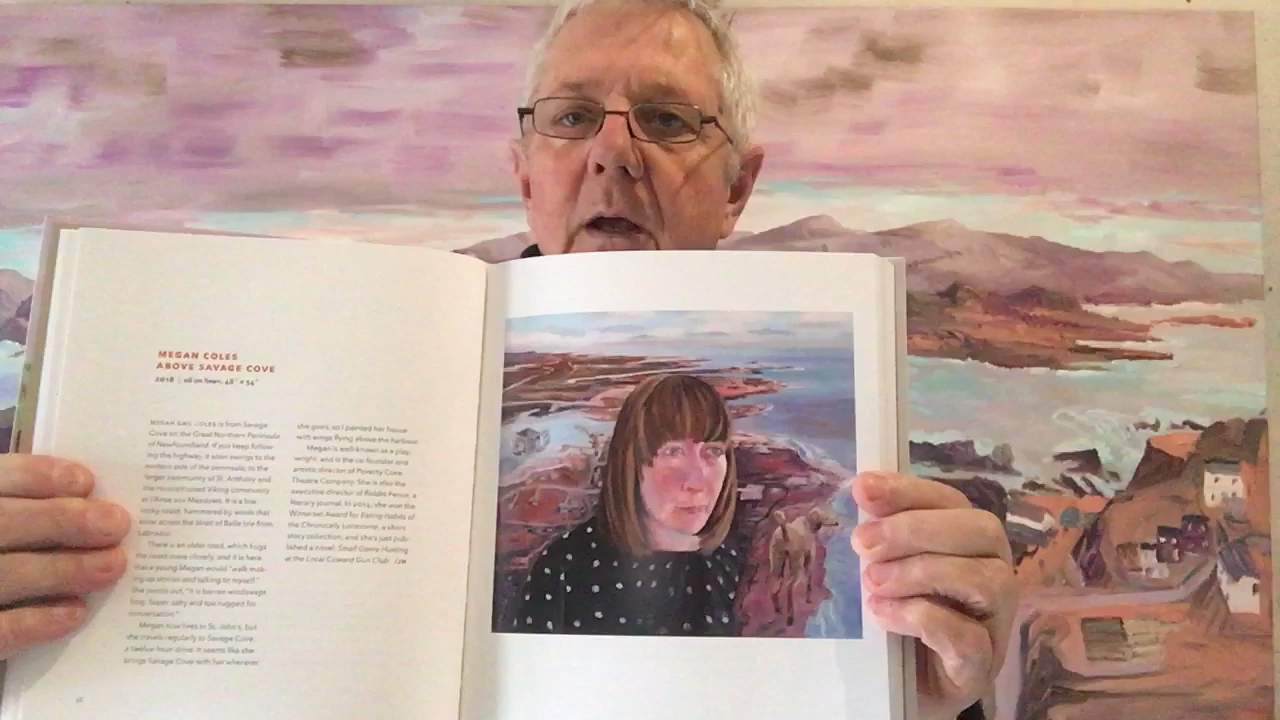 MEGAN COLES
ABOVE SAVAGE COVE
2018 | oil on linen, 48" x 54"
MEGAN GAIL COLES is from Savage
Cove on the Great Northern Peninsula
of Newfoundland. If you keep follow-
ing the highway, it soon swings to the
eastern side of the peninsula, to the
larger community of St. Anthony and
the reconstructed Viking community
at L'Anse aux Meadows. It is a low
rocky coast, hammered by winds that
blow across the Strait of Belle Isle from
Labrador.
There is an older road, which hugs
the coast more closely, and it is here
that a young Megan would "walk mak-
ing up stories and talking to myself."
She points out, "It is barren windswept
bog. Super salty and too rugged for
conversation."
Megan now lives in St. John's, but
she travels regularly to Savage Cove,
a twelve-hour drive. It seems like she
brings Savage Cove with her wherever
she goes, so I painted her house
with wings flying above the harbour.
Megan is well-known as a play-
wright, and is the co-founder and
artistic director of Poverty Cove
Theatre Company. She is also the
executive director of Riddle Fence, a
literary journal. In 2014, she won the
Winterset Award for Eating Habits of
the Chronically Lonesome, a short
story collection, and she's just pub-
lished a novel, Small Game Hunting
at the Local Coward Gun Club.